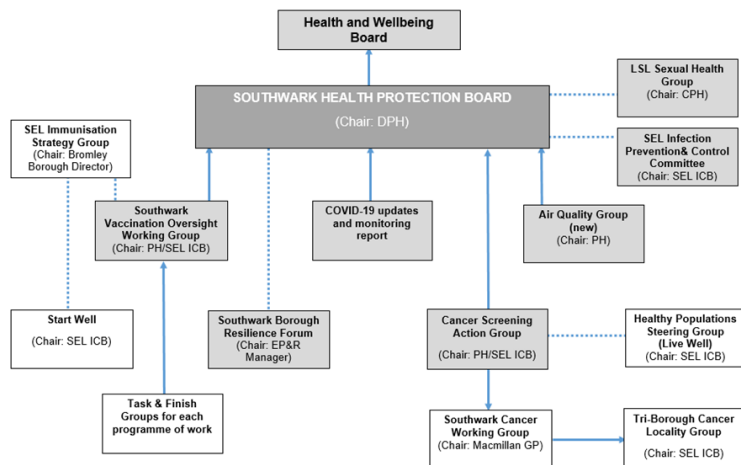 Health and Wellbeing
Board
SOUTHWARK HEALTH PROTECTION BOARD
(Chair: DPH)
LSL Sexual Health
Group
(Chair: CPH)
SEL Infection
Prevention& Control
Committee
(Chair: SEL ICB)
SEL Immunisation
Strategy Group
(Chair: Bromley
Borough Director)
Southwark
Vaccination Oversight
Working Group
(Chair: PH/SEL ICB)
COVID-19 updates
and monitoring
report
Air Quality Group
(new)
(Chair: PH)
Start Well
(Chair: SEL ICB)
Southwark Borough
Resilience Forum
(Chair: EP&R
Manager)
Cancer Screening
Action Group
(Chair: PH/SEL ICB)
Healthy Populations
Steering Group
(Live Well)
(Chair: SEL ICB)
Task & Finish
Groups for each
programme of work
Southwark Cancer
Working Group
(Chair: Macmillan GP)
Tri-Borough Cancer
Locality Group
(Chair: SEL ICB)